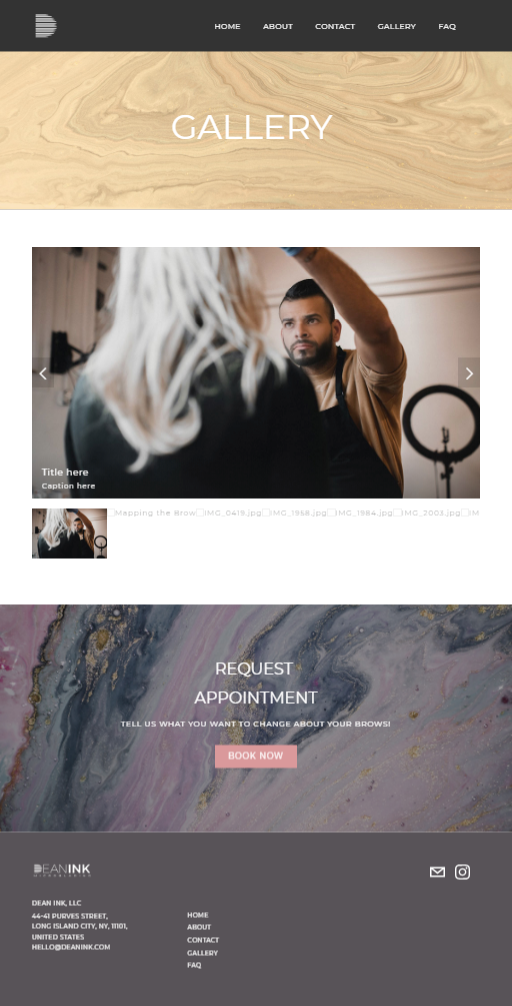 HOME ABOUT CONTACT GALLERY FAQ
GALLERY
Title here
Caption here
Mapping the Brow IMG_0419.jpg IMG_1968.jpg IMG_1984.jpg IMG_2003.jpg IM
REQUEST
APPOINTMENT
TELL US WHAT YOU WANT TO CHANGE ABOUT YOUR BROWS!
BOOK NOW
DEANINK
MICROBLADING
DEAN INK, LLC
44-41 PURVES STREET,
LONG ISLAND CITY, NY, 11101,
UNITED STATES
HELLO@DEANINK.COM
HOME
ABOUT
CONTACT
GALLERY
FAQ